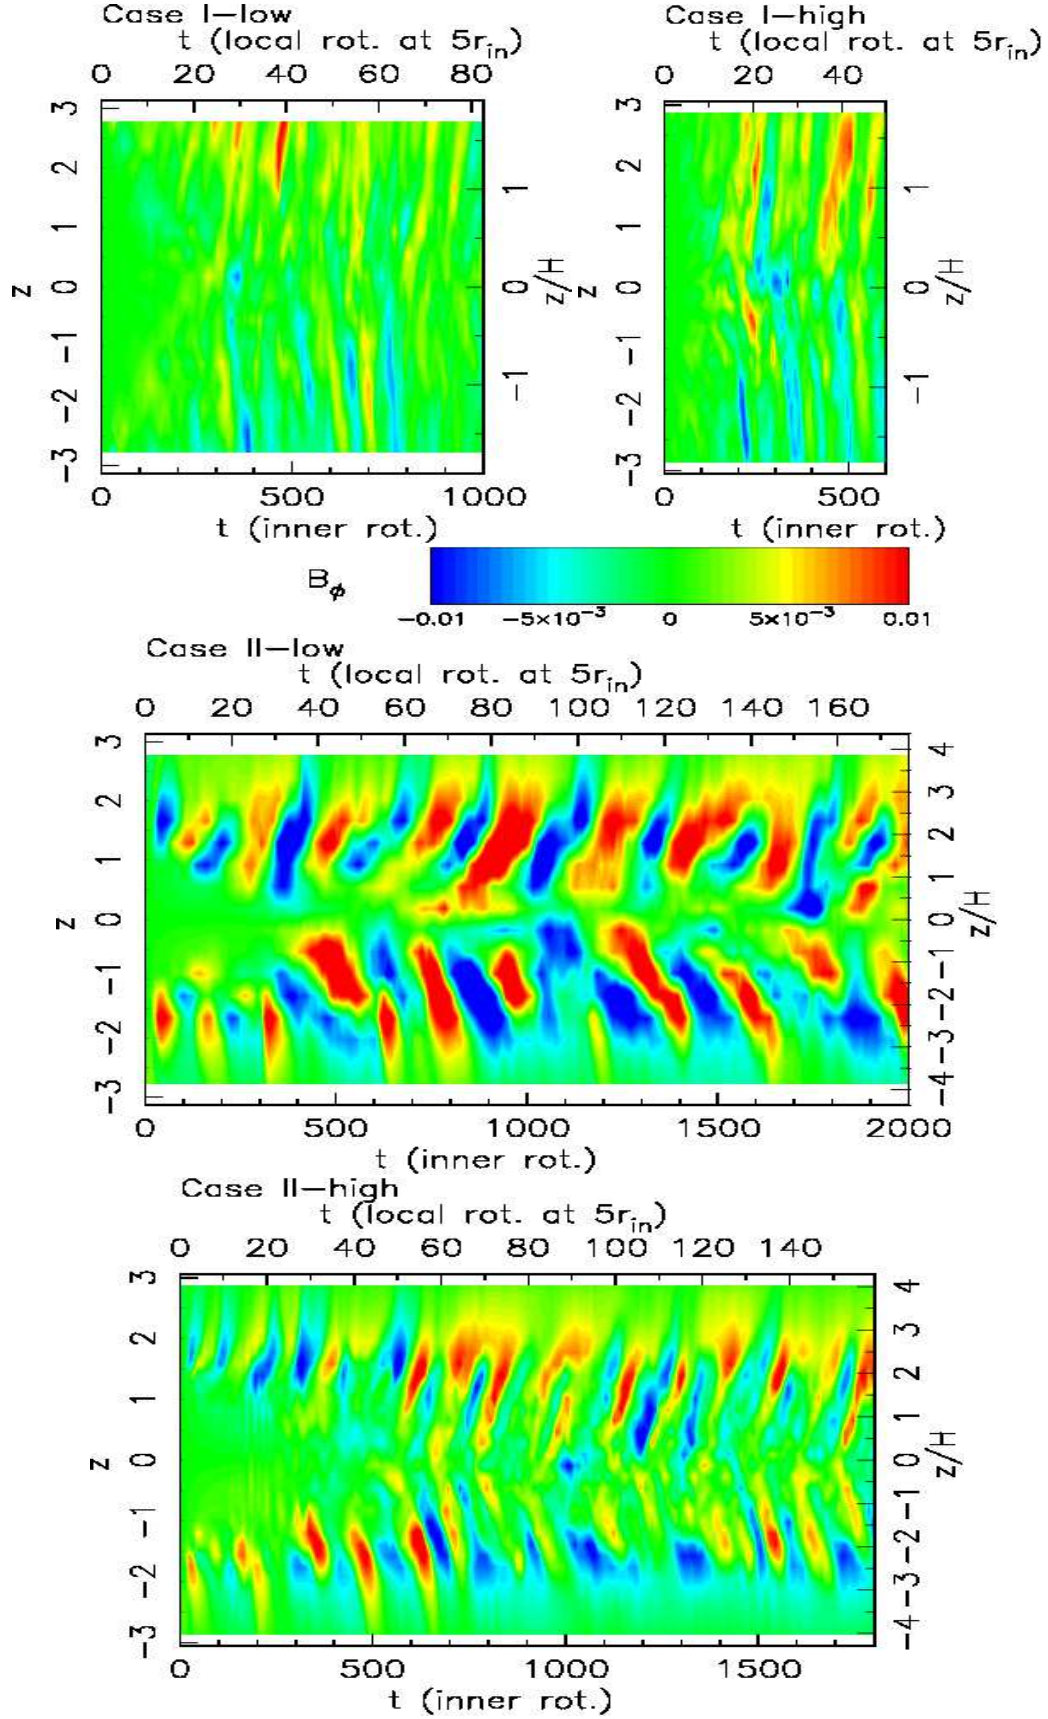 Case I−low
t (local rot. at 5r_in)
0 20 40 60 80
3
2
1
0
−1
−2
−3
z
1
0
−1
z/H
0 500 1000
t (inner rot.)
Case I−high
t (local rot. at 5r_in)
0 20 40
3
2
1
0
−1
−2
−3
z
1
0
−1
z/H
0 500
t (inner rot.)
B_ϕ
−0.01 −5×10⁻³ 0 5×10⁻³ 0.01
Case II−low
t (local rot. at 5r_in)
0 20 40 60 80 100 120 140 160
3
2
1
0
−1
−2
−3
z
4
3
2
1
0
−1
−2
−3
−4
z/H
0 500 1000 1500 2000
t (inner rot.)
Case II−high
t (local rot. at 5r_in)
0 20 40 60 80 100 120 140
3
2
1
0
−1
−2
−3
z
4
3
2
1
0
−1
−2
−3
−4
z/H
0 500 1000 1500
t (inner rot.)